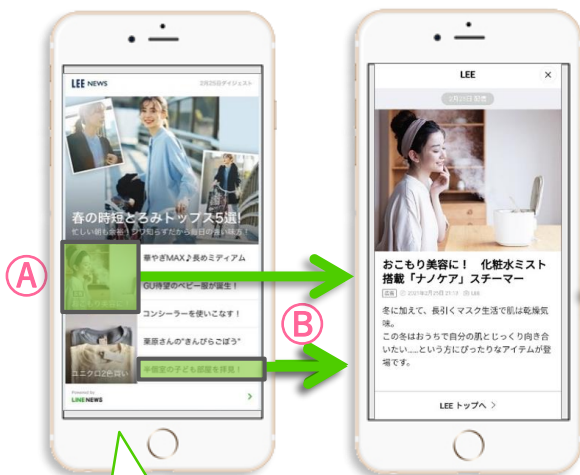 LEE NEWS
2月25日ダイジェスト
春の時短とろみトップス5選!
華やぎMAX♪長めミディアム
GU待望のベビー服が誕生！
コンシーラーを使いこなす！
栗原さんの"きんぴらごぼう"
ユニクロ2色買い
半個室の子ども部屋を拝見！
Powered by
LINE NEWS
Ⓐ
Ⓑ
LEE
×
おこもり美容に！ 化粧水ミスト
搭載「ナノケア」スチーマー
冬に加えて、長引くマスク生活で肌は乾燥気
味。
この冬はおうちで自分の肌とじっくり向き合
いたい……という方にぴったりなアイテムが登
場です。
LEE トップへ >